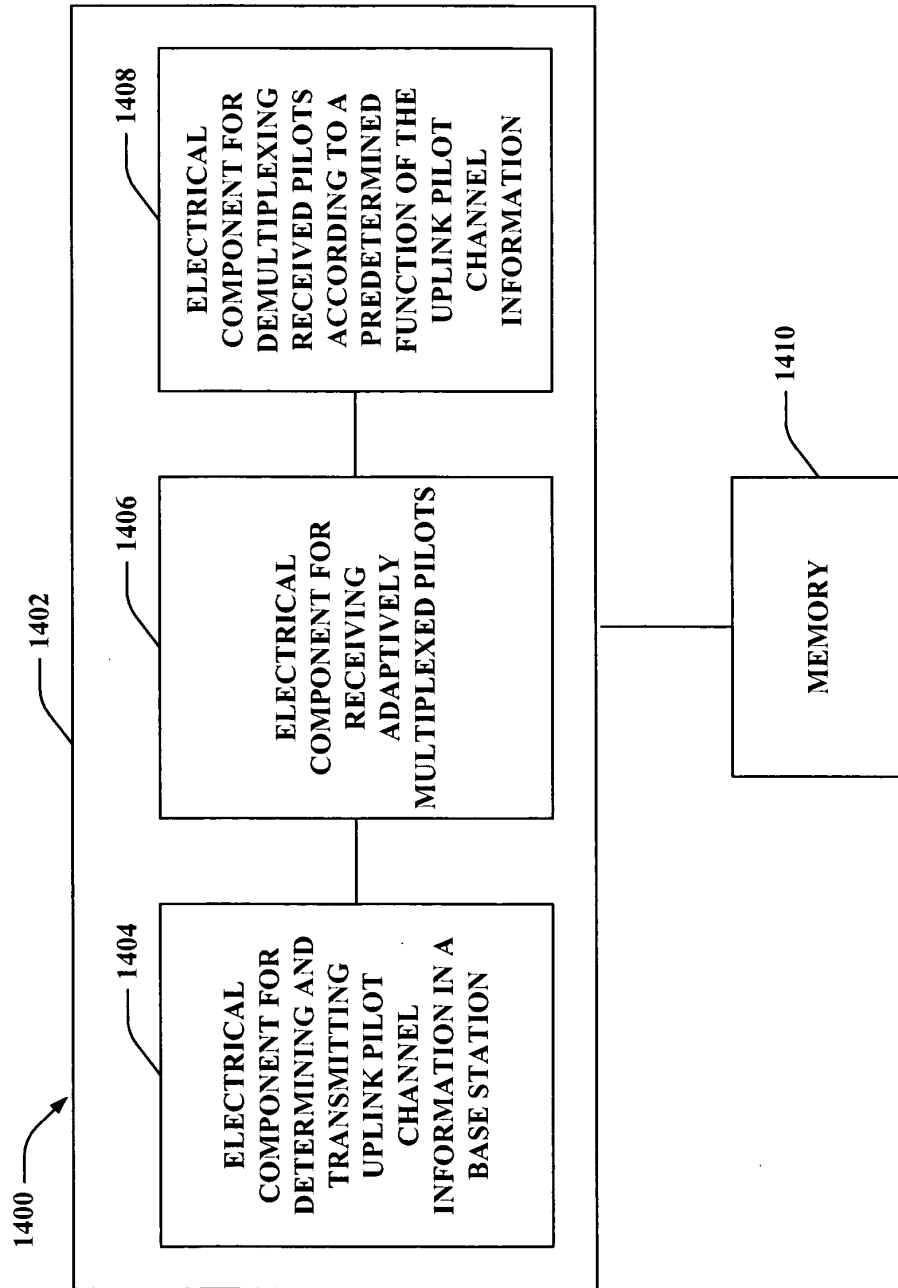 1400
1402
1404
ELECTRICAL
COMPONENT FOR
DETERMINING AND
TRANSMITTING
UPLINK PILOT
CHANNEL
INFORMATION IN A
BASE STATION
1406
ELECTRICAL
COMPONENT FOR
RECEIVING
ADAPTIVELY
MULTIPLEXED PILOTS
1408
ELECTRICAL
COMPONENT FOR
DEMULTIPLEXING
RECEIVED PILOTS
ACCORDING TO A
PREDETERMINED
FUNCTION OF THE
UPLINK PILOT
CHANNEL
INFORMATION
1410
MEMORY